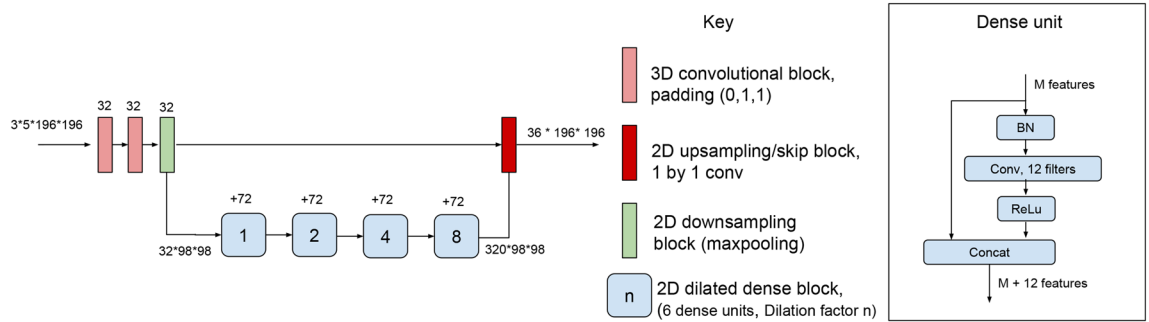 32 32 32
3*5*196*196
36 * 196* 196
+72 +72 +72 +72
1 2 4 8
32*98*98
320*98*98
Key
3D convolutional block,
padding (0,1,1)
2D upsampling/skip block,
1 by 1 conv
2D downsampling
block (maxpooling)
n
2D dilated dense block,
(6 dense units, Dilation factor n)
Dense unit
M features
BN
Conv, 12 filters
ReLu
Concat
M + 12 features